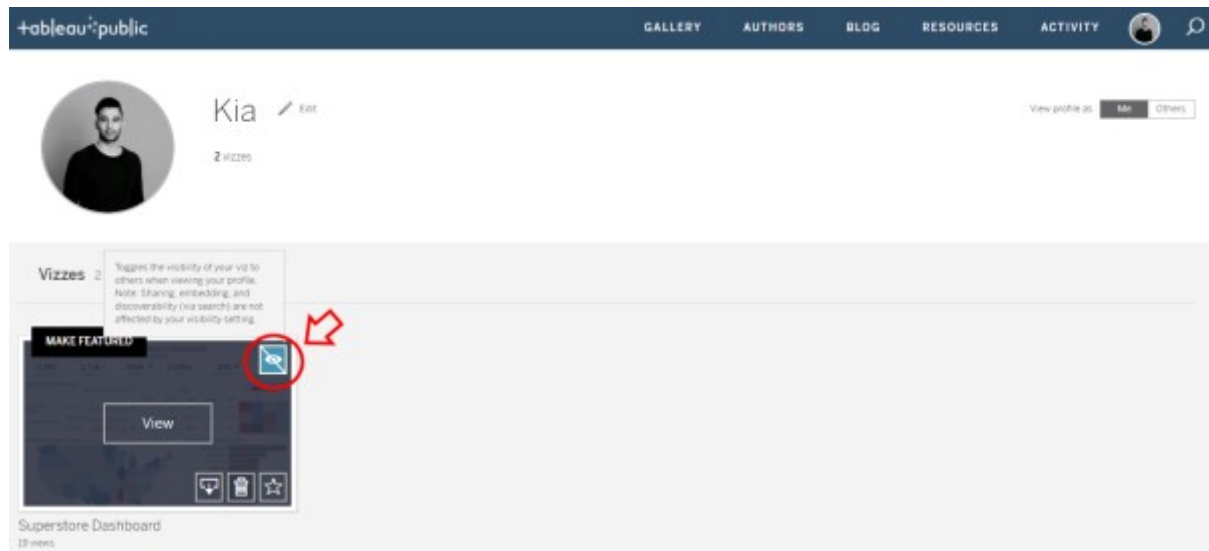 +ableau public
GALLERY AUTHORS BLOG RESOURCES ACTIVITY
Kia Edit
View profile as Me Others
2 vizzes
Vizzes 2
Toggles the visibility of your viz to
others when viewing your profile.
Note: Sharing, embedding, and
discoverability (via search) are not
affected by your visibility setting.
MAKE FEATURED
View
Superstore Dashboard
19 views